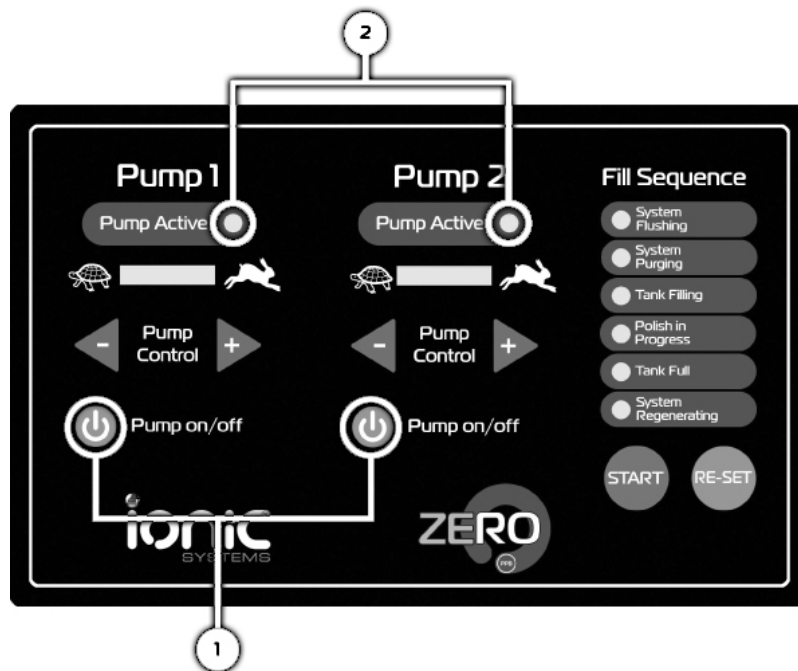 2
Pump 1
Pump 2
Fill Sequence
Pump Active
Pump Active
System
Flushing
System
Purging
Tank Filling
Polish in
Progress
Tank Full
System
Regenerating
- Pump
Control +
- Pump
Control +
Pump on/off
Pump on/off
START
RE-SET
ionic
SYSTEMS
ZERO
PPB
1